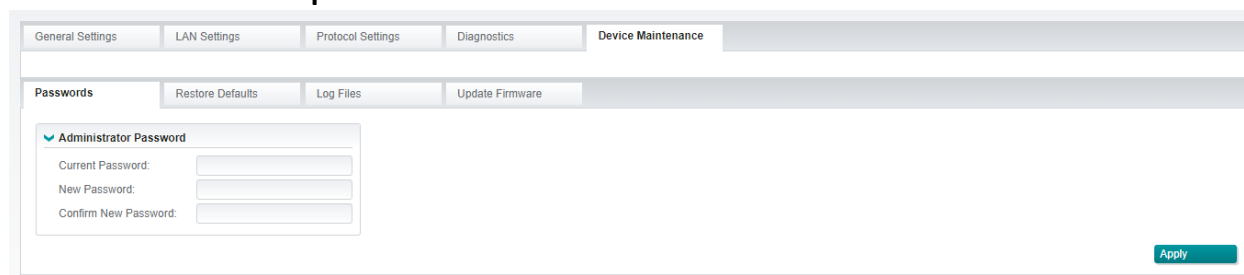 General Settings LAN Settings Protocol Settings Diagnostics Device Maintenance
Passwords Restore Defaults Log Files Update Firmware
Administrator Password
Current Password:
New Password:
Confirm New Password:
Apply